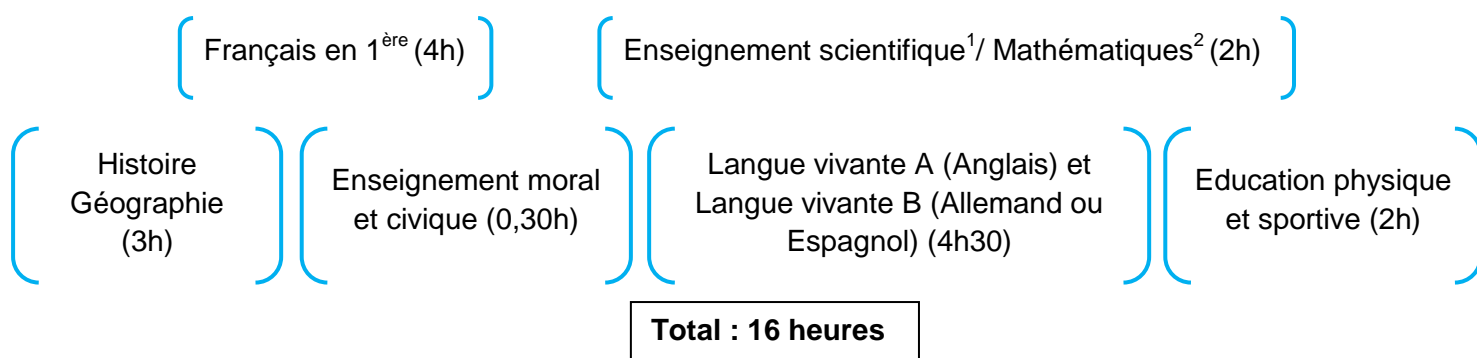 Français en 1ère (4h)
Enseignement scientifique1/ Mathématiques2 (2h)
Histoire
Géographie
(3h)
Enseignement moral
et civique (0,30h)
Langue vivante A (Anglais) et
Langue vivante B (Allemand ou
Espagnol) (4h30)
Education physique
et sportive (2h)
Total : 16 heures